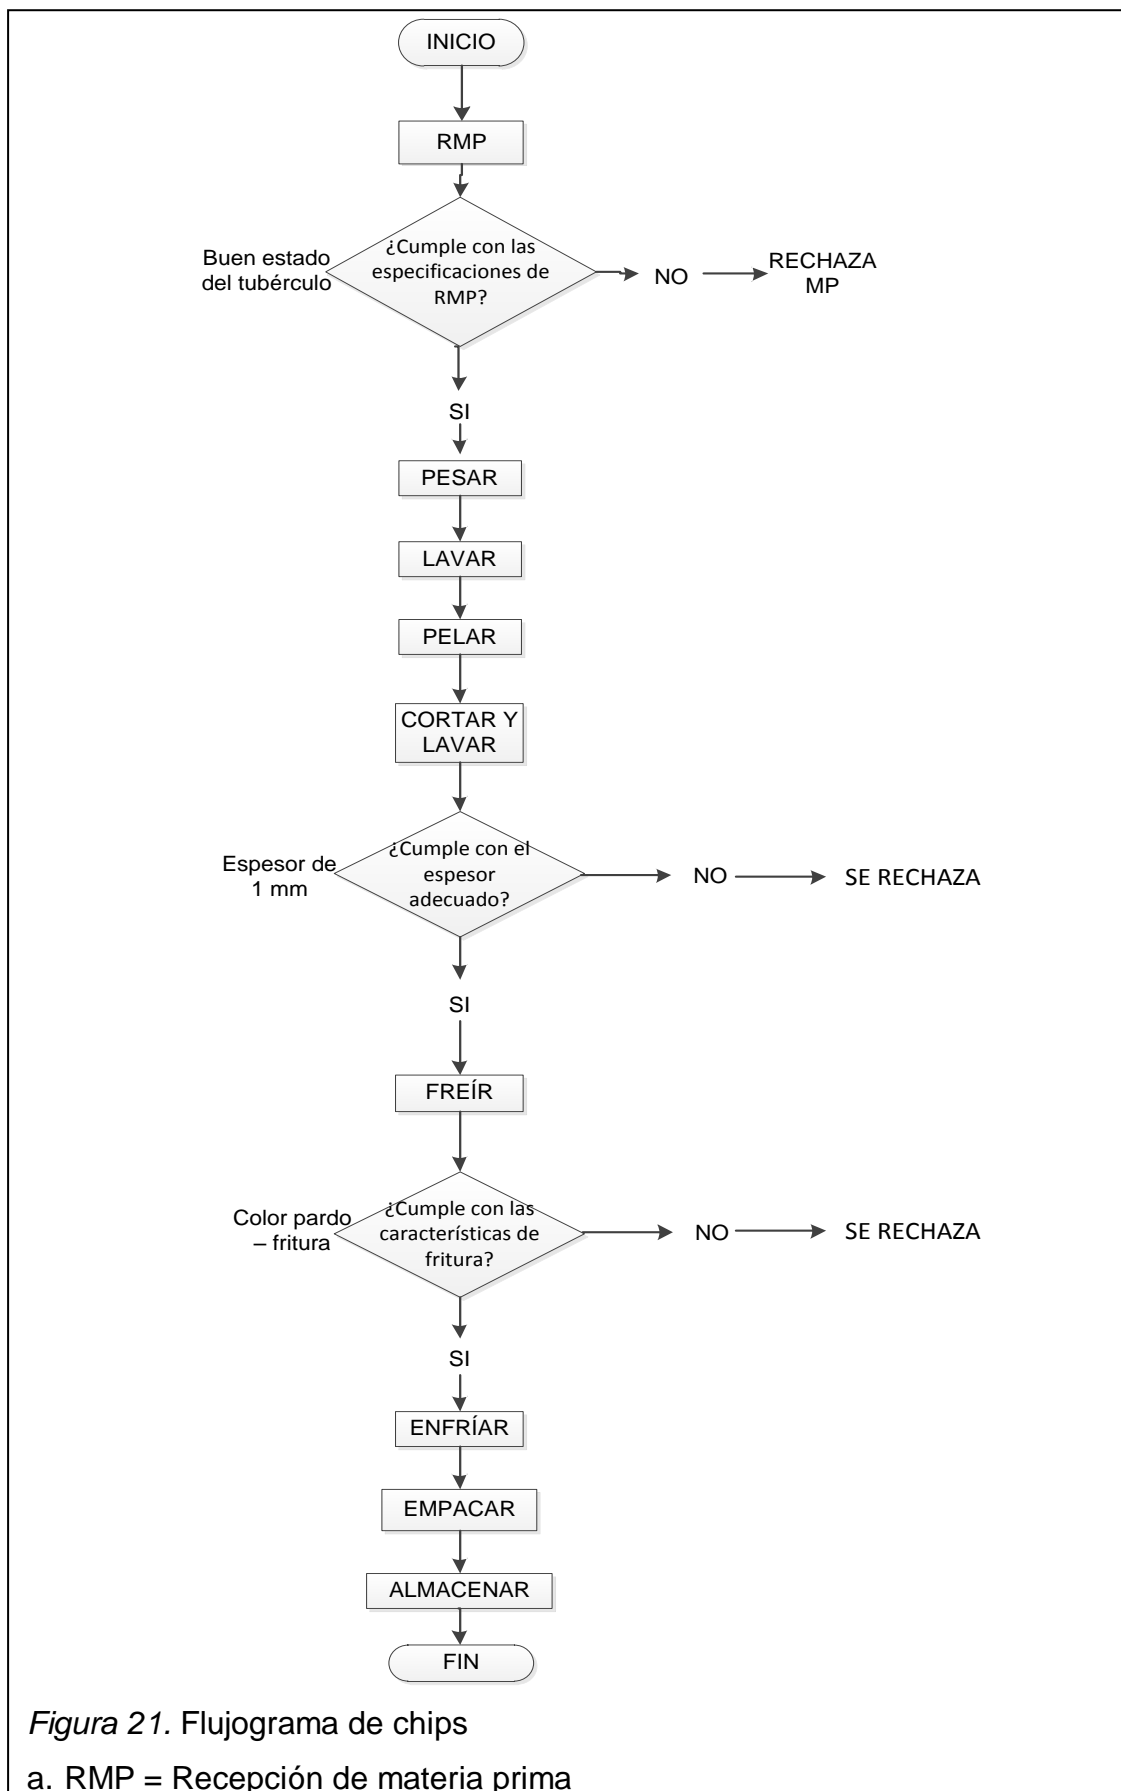 INICIO
RMP
Buen estado
del tubérculo
¿Cumple con las
especificaciones de
RMP?
NO
RECHAZA
MP
SI
PESAR
LAVAR
PELAR
CORTAR Y
LAVAR
Espesor de
1 mm
¿Cumple con el
espesor
adecuado?
NO
SE RECHAZA
SI
FREÍR
Color pardo
– fritura
¿Cumple con las
características de
fritura?
NO
SE RECHAZA
SI
ENFRÍAR
EMPACAR
ALMACENAR
FIN
Figura 21. Flujograma de chips
a. RMP = Recepción de materia prima